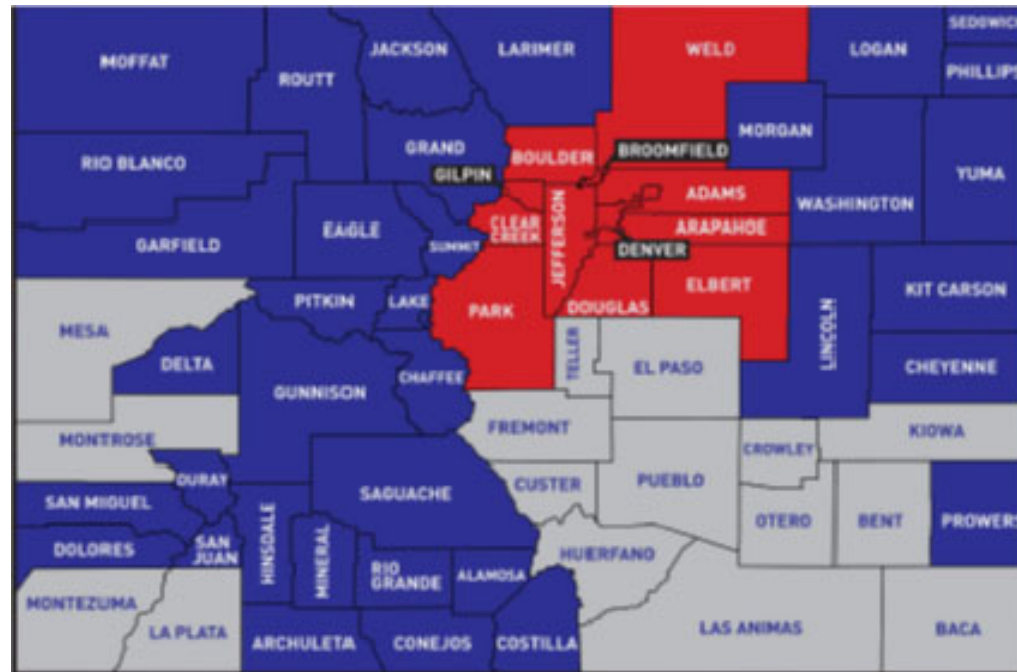 SEDGWICK
JACKSON
LARIMER
WELD
LOGAN
MOFFAT
ROUTT
PHILLIPS
MORGAN
GRAND
BOULDER
BROOMFIELD
RIO BLANCO
GILPIN
YUMA
ADAMS
WASHINGTON
EAGLE
CLEAR
CREEK
JEFFERSON
ARAPAHOE
GARFIELD
SUMMIT
DENVER
ELBERT
KIT CARSON
PITKIN
LAKE
PARK
DOUGLAS
LINCOLN
MESA
TELLER
DELTA
EL PASO
CHEYENNE
CHAFFEE
GUNNISON
FREMONT
KIOWA
MONTROSE
CROWLEY
OURAY
CUSTER
PUEBLO
SAGUACHE
SAN MIGUEL
OTERO
BENT
PROWERS
DOLORES
SAN
JUAN
HINSDALE
MINERAL
RIO
GRANDE
ALAMOSA
HUERFANO
MONTEZUMA
LA PLATA
ARCHULETA
CONEJOS
COSTILLA
LAS ANIMAS
BACA